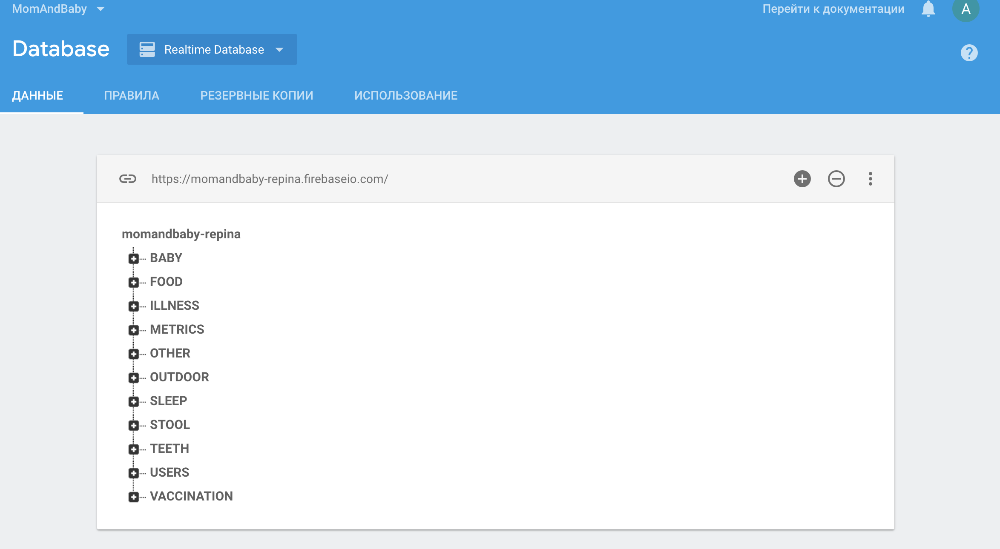 MomAndBaby
Перейти к документации
A
Database
Realtime Database
?
ДАННЫЕ
ПРАВИЛА
РЕЗЕРВНЫЕ КОПИИ
ИСПОЛЬЗОВАНИЕ
https://momandbaby-repina.firebaseio.com/
momandbaby-repina
BABY
FOOD
ILLNESS
METRICS
OTHER
OUTDOOR
SLEEP
STOOL
TEETH
USERS
VACCINATION